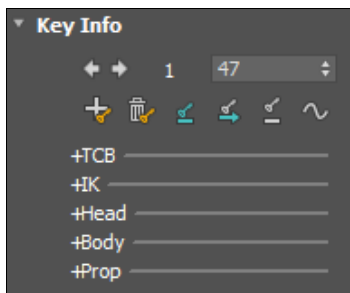 Key Info
1 47
+TCB
+IK
+Head
+Body
+Prop